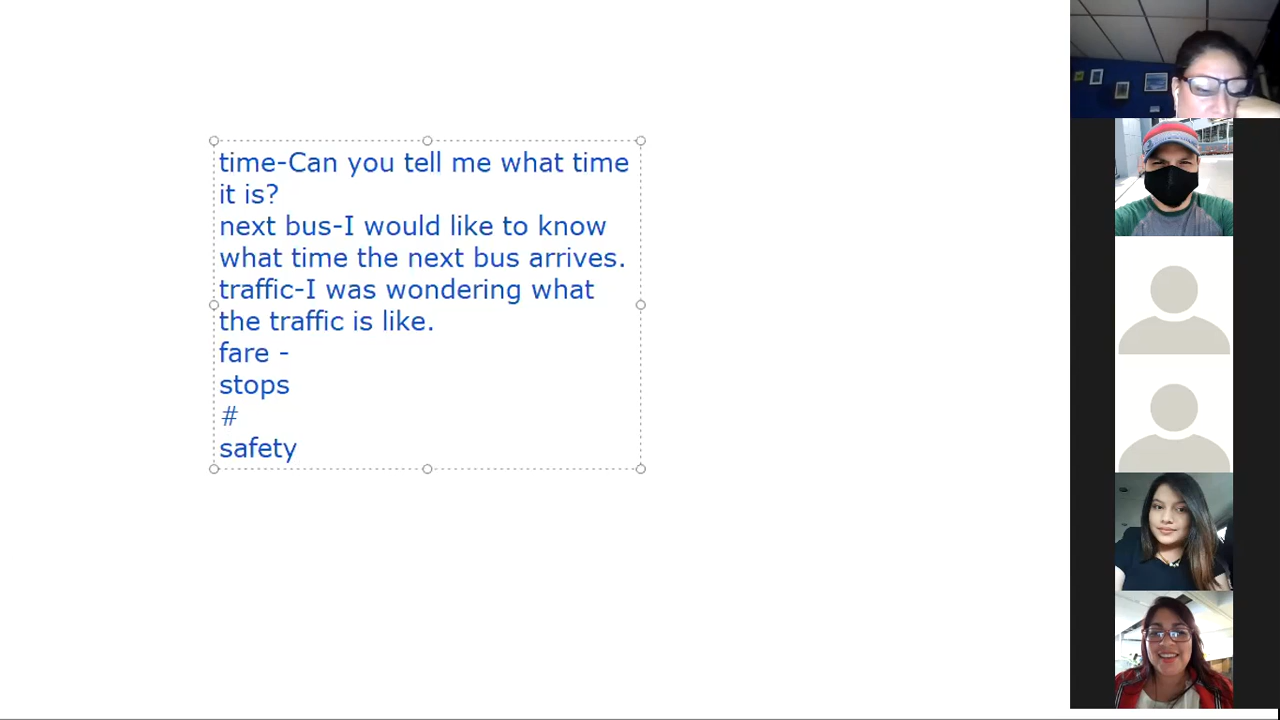 time-Can you tell me what time
it is?
next bus-I would like to know
what time the next bus arrives.
traffic-I was wondering what
the traffic is like.
fare -
stops
#
safety